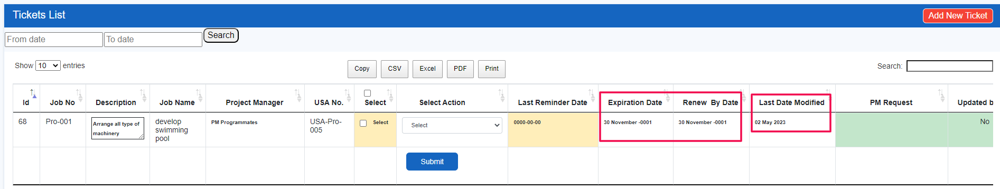 Tickets List
Add New Ticket
From date
To date
Search
Show 10 entries
Copy
CSV
Excel
PDF
Print
Search:
Id
Job No
Description
Job Name
Project Manager
USA No.
Select
Select Action
Last Reminder Date
Expiration Date
Renew By Date
Last Date Modified
PM Request
Updated b
68
Pro-001
Arrange all type of
machinery
develop
swimming
pool
PM Programmates
USA-Pro-
005
Select
Select
0000-00-00
30 November -0001
30 November -0001
02 May 2023
No
Submit